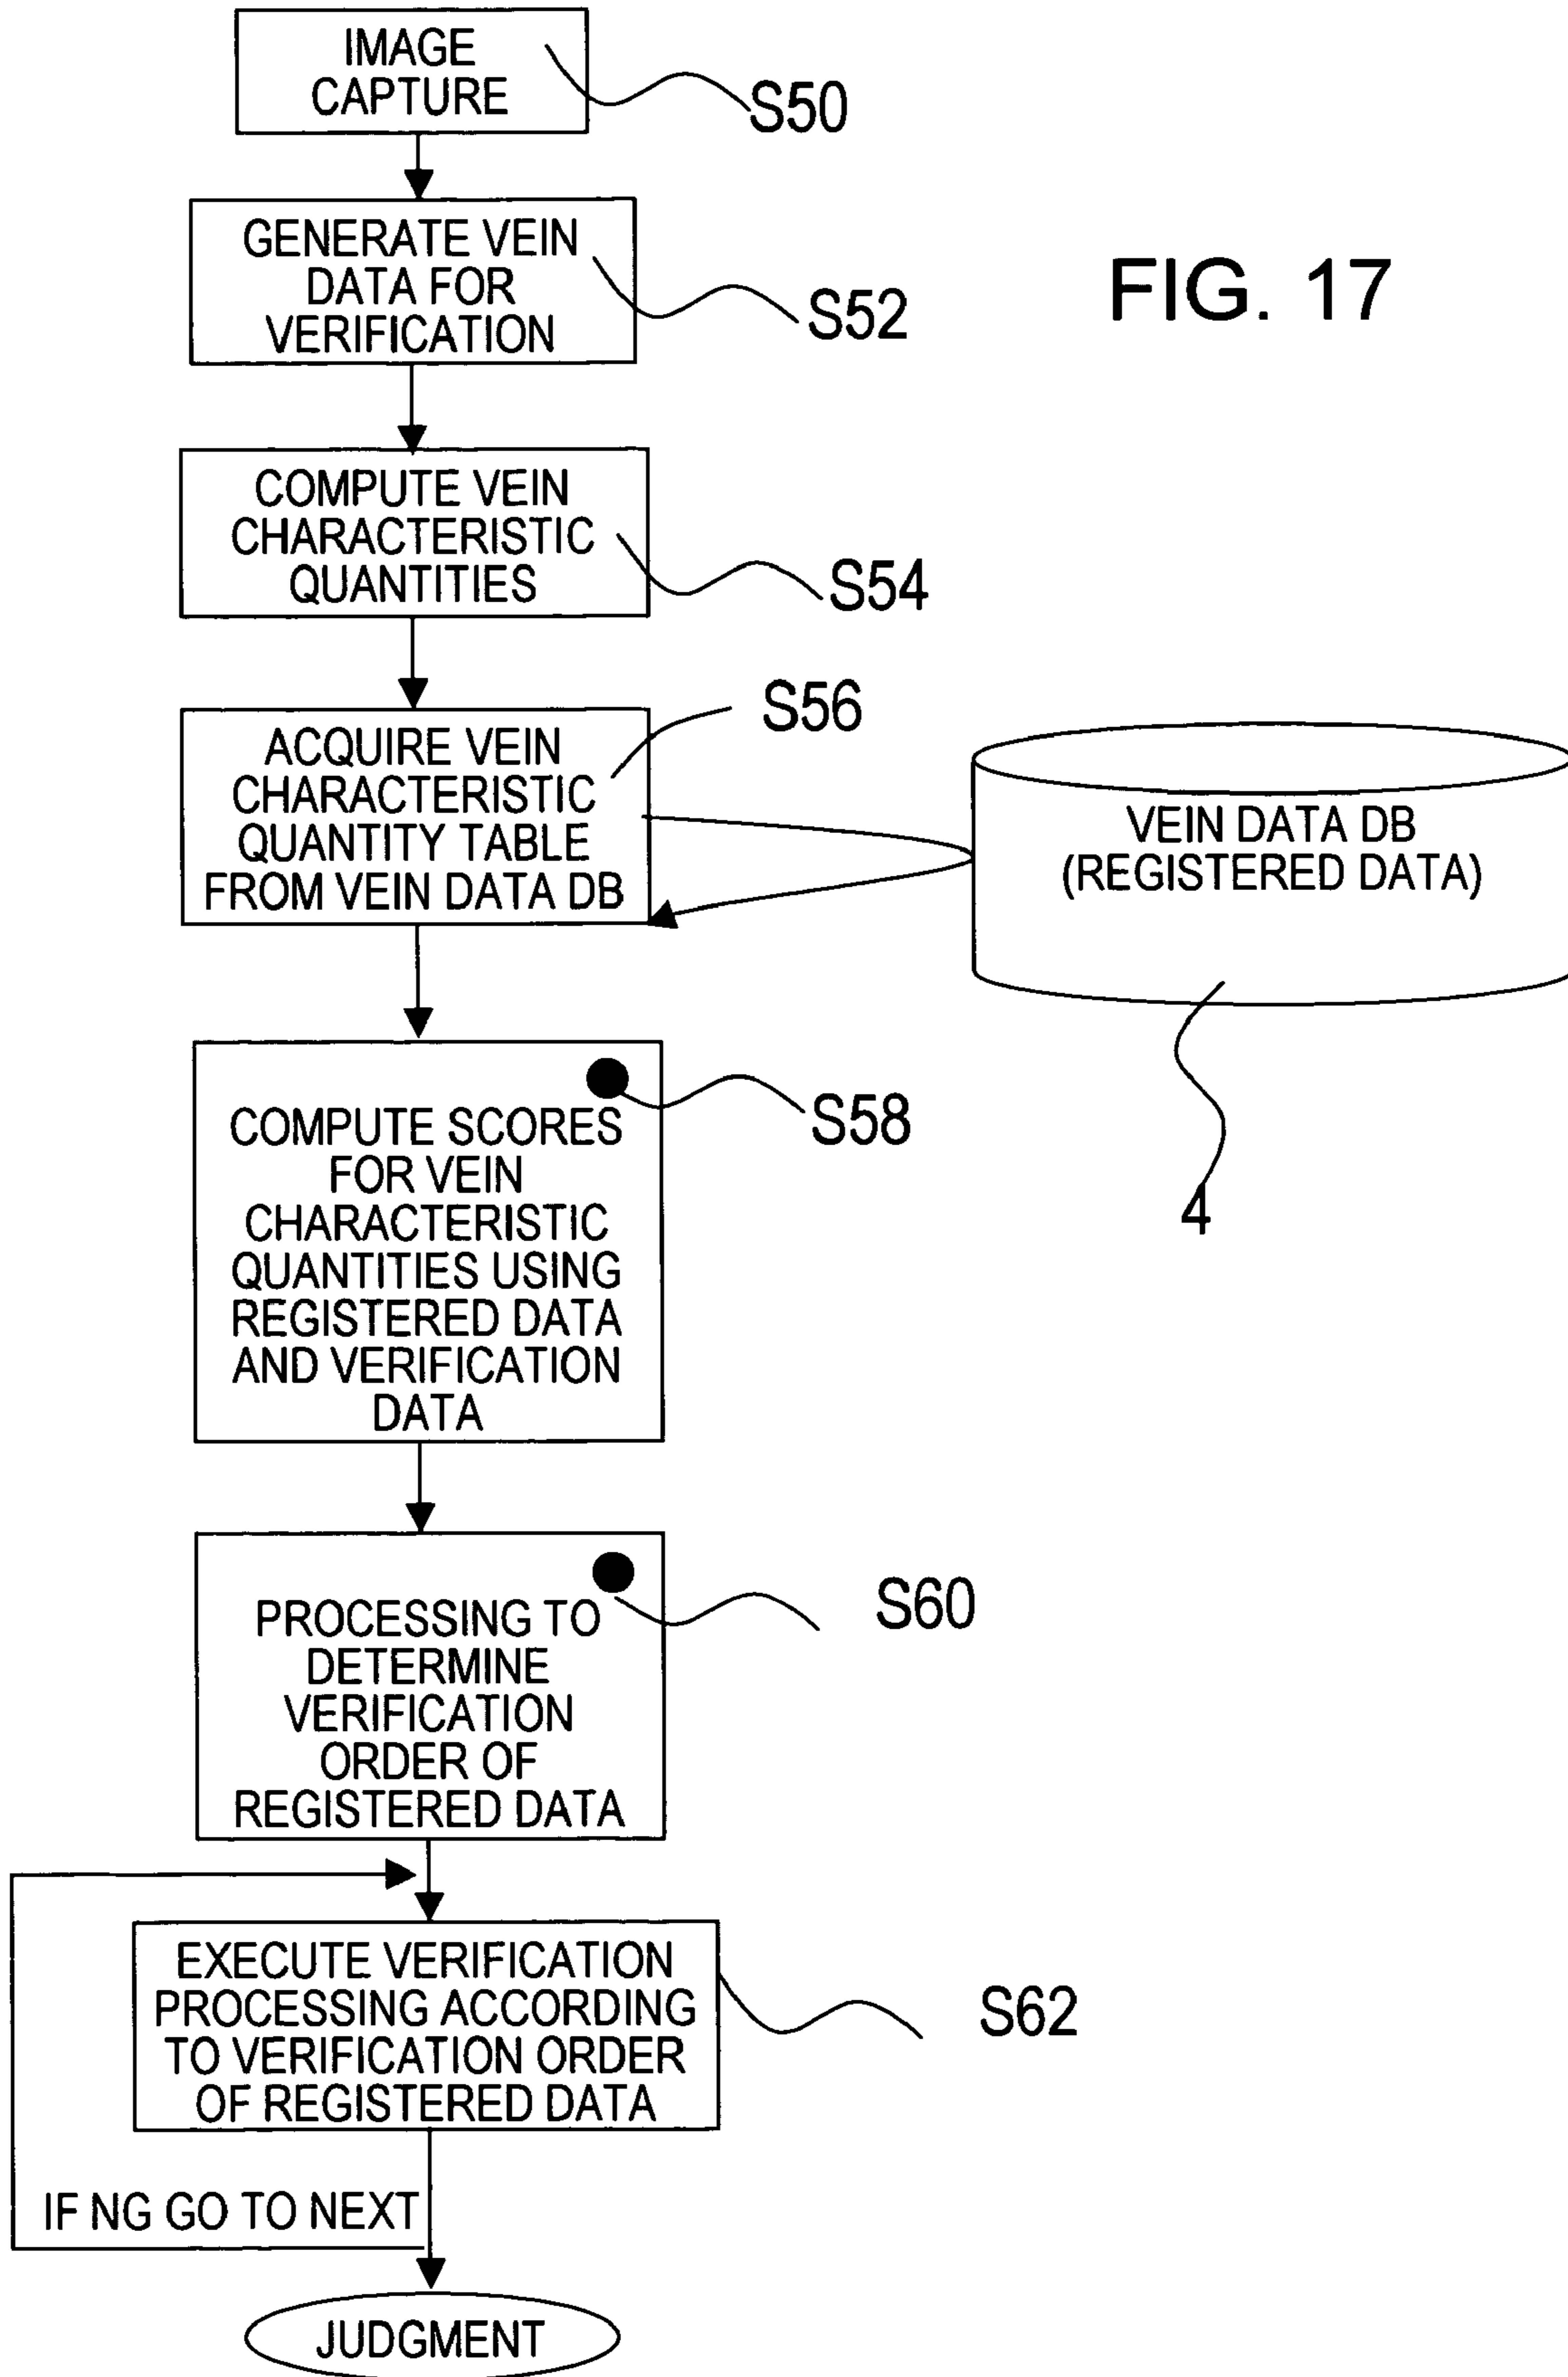 IMAGE
CAPTURE
S50
GENERATE VEIN
DATA FOR
VERIFICATION
S52
FIG. 17
COMPUTE VEIN
CHARACTERISTIC
QUANTITIES
S54
S56
ACQUIRE VEIN
CHARACTERISTIC
QUANTITY TABLE
FROM VEIN DATA DB
VEIN DATA DB
(REGISTERED DATA)
4
COMPUTE SCORES
FOR VEIN
CHARACTERISTIC
QUANTITIES USING
REGISTERED DATA
AND VERIFICATION
DATA
S58
PROCESSING TO
DETERMINE
VERIFICATION
ORDER OF
REGISTERED DATA
S60
EXECUTE VERIFICATION
PROCESSING ACCORDING
TO VERIFICATION ORDER
OF REGISTERED DATA
S62
IF NG GO TO NEXT
JUDGMENT